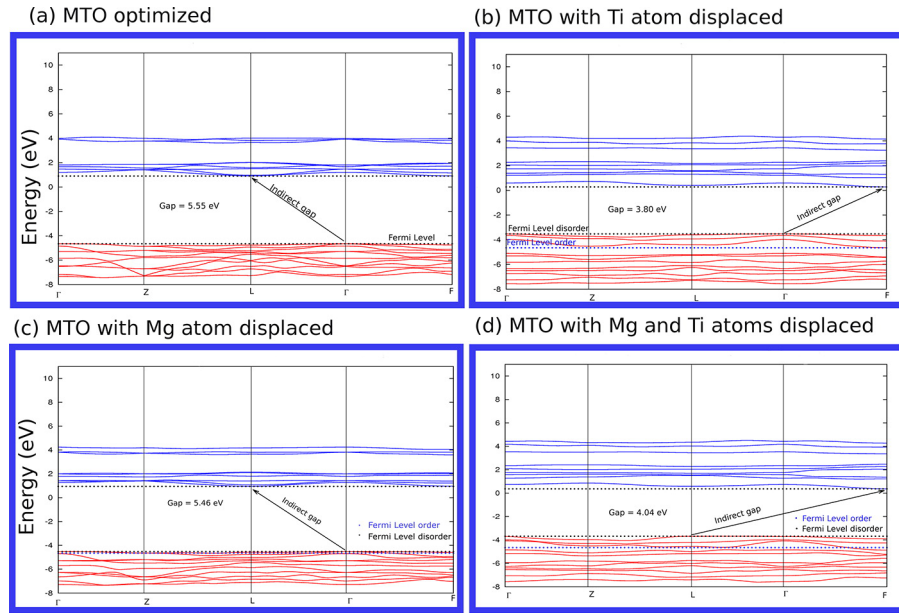 (a) MTO optimized
Energy (eV)
10
8
6
4
2
0
-2
-4
-6
-8
Gap = 5.55 eV
Indirect gap
Fermi Level
Γ Z L Γ F
(b) MTO with Ti atom displaced
10
8
6
4
2
0
-2
-4
-6
-8
Gap = 3.80 eV
Indirect gap
Fermi Level disorder
Fermi Level order
Γ Z L Γ F
(c) MTO with Mg atom displaced
Energy (eV)
10
8
6
4
2
0
-2
-4
-6
-8
Gap = 5.46 eV
Indirect gap
Fermi Level order
Fermi Level disorder
Γ Z L Γ F
(d) MTO with Mg and Ti atoms displaced
10
8
6
4
2
0
-2
-4
-6
-8
Gap = 4.04 eV
Indirect gap
Fermi Level order
Fermi Level disorder
Γ Z L Γ F